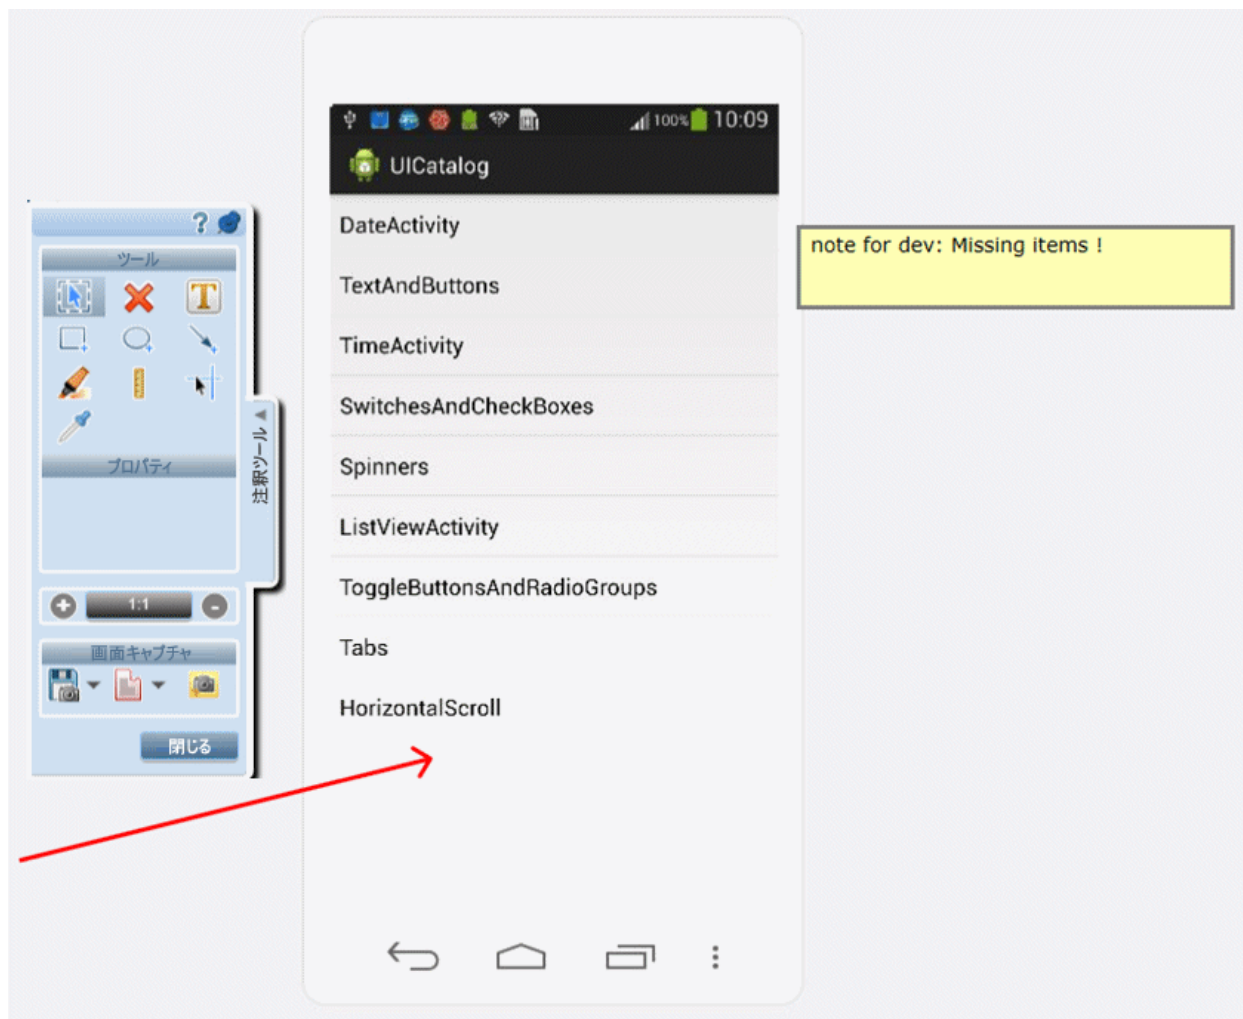 100% 10:09
UICatalog
?
ツール
T
DateActivity
note for dev: Missing items !
TextAndButtons
TimeActivity
SwitchesAndCheckBoxes
注釈ツール
プロパティ
Spinners
ListViewActivity
ToggleButtonsAndRadioGroups
1:1
画面キャプチャ
Tabs
HorizontalScroll
閉じる